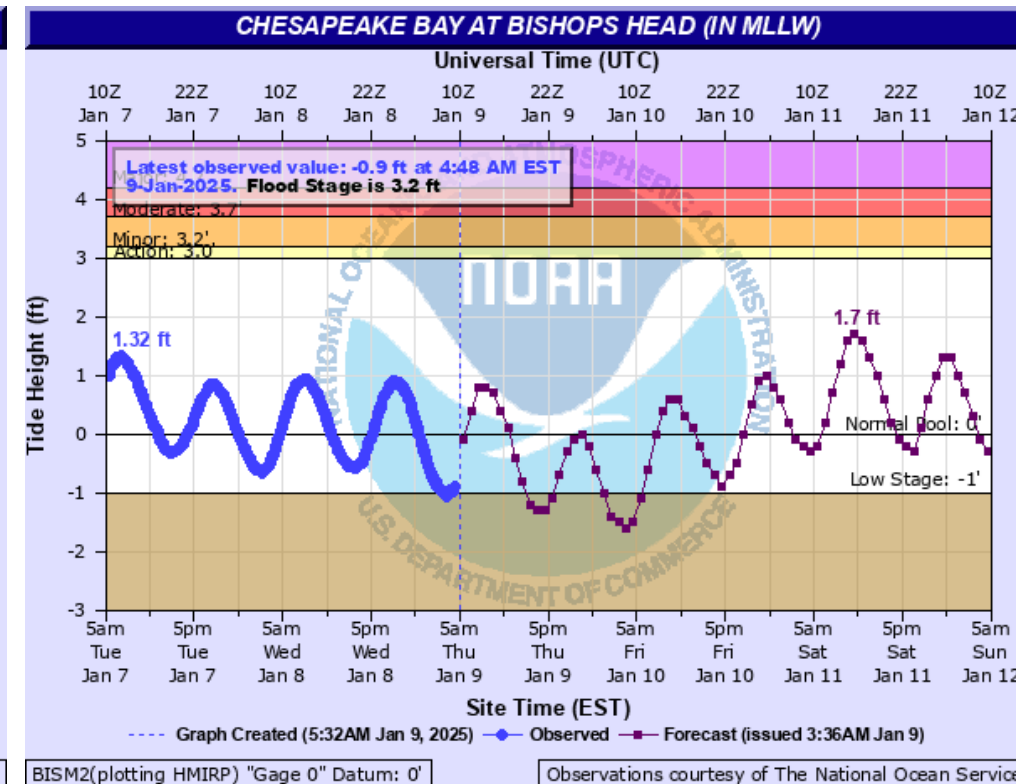 CHESAPEAKE BAY AT BISHOPS HEAD (IN MLLW)
Universal Time (UTC)
10Z 22Z 10Z 22Z 10Z 22Z 10Z 22Z 10Z 22Z 10Z
Jan 7 Jan 7 Jan 8 Jan 8 Jan 9 Jan 9 Jan 10 Jan 10 Jan 11 Jan 11 Jan 12
Latest observed value: -0.9 ft at 4:48 AM EST
9-Jan-2025. Flood Stage is 3.2 ft
Moderate: 3.7'
Minor: 3.2'
Action: 3.0'
5
4
3
2
1
0
-1
-2
-3
Tide Height (ft)
1.32 ft
1.7 ft
Normal Pool: 0'
Low Stage: -1'
NOAA
NATIONAL OCEANIC AND ATMOSPHERIC ADMINISTRATION
U.S. DEPARTMENT OF COMMERCE
5am 5pm 5am 5pm 5am 5pm 5am 5pm 5am 5pm 5am
Tue Tue Wed Wed Thu Thu Fri Fri Sat Sat Sun
Jan 7 Jan 7 Jan 8 Jan 8 Jan 9 Jan 9 Jan 10 Jan 10 Jan 11 Jan 11 Jan 12
Site Time (EST)
Graph Created (5:32AM Jan 9, 2025) Observed Forecast (issued 3:36AM Jan 9)
BISM2(plotting HMIRP) "Gage 0" Datum: 0'
Observations courtesy of The National Ocean Service